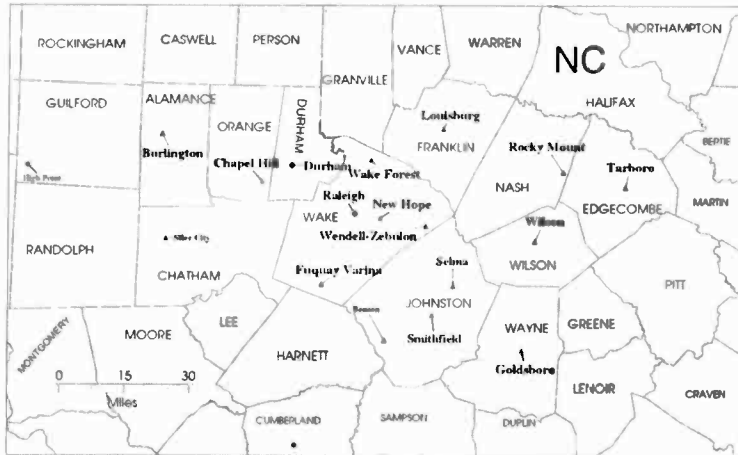 ROCKINGHAM
CASWELL
PERSON
GRANVILLE
VANCE
WARREN
NORTHAMPTON
NC
HALIFAX
GUILFORD
ALAMANCE
ORANGE
DURHAM
Louisburg
FRANKLIN
BERTIE
Burlington
Chapel Hill
Durham
Wake Forest
Rocky Mount
Tarboro
High Point
NASH
EDGECOMBE
MARTIN
Raleigh
WAKE
New Hope
Wendell-Zebulon
Wilson
WILSON
RANDOLPH
Siler City
CHATHAM
Fuquay Varina
Selma
PITT
JOHNSTON
Benson
Smithfield
MONTGOMERY
MOORE
LEE
HARNETT
WAYNE
GREENE
Goldsboro
LENOIR
CRAVEN
0 15 30
Miles
CUMBERLAND
SAMPSON
DUPLIN